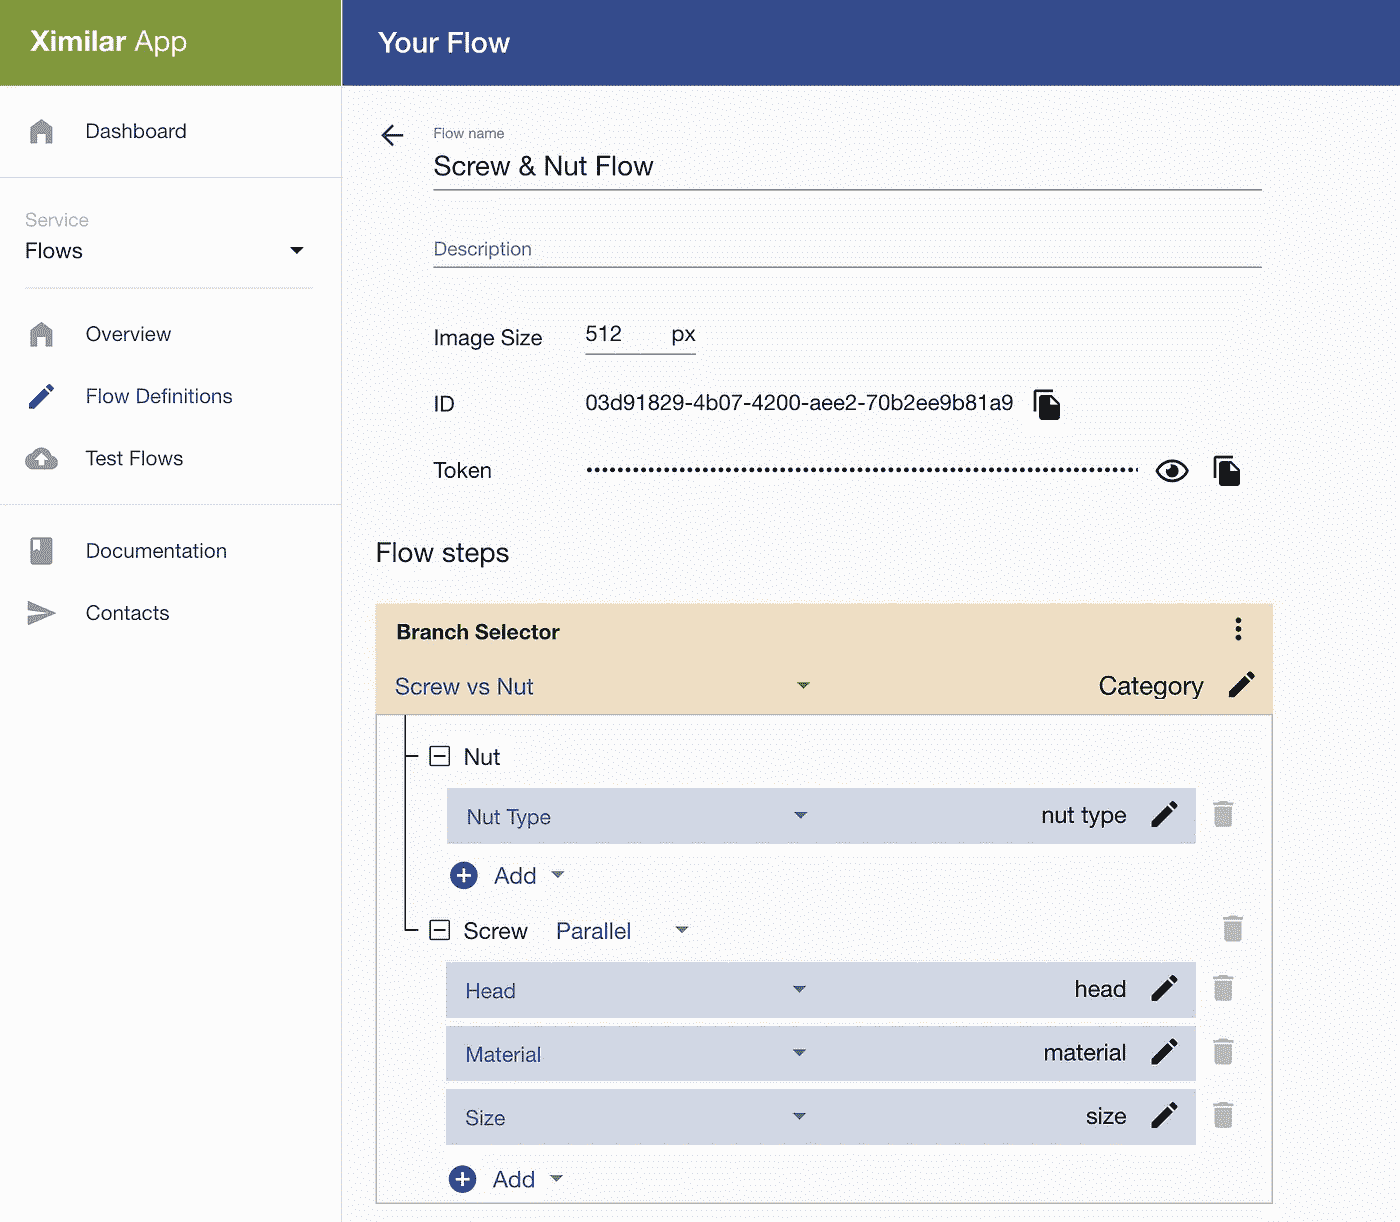 Ximilar App
Your Flow
Dashboard
Service
Flows
Overview
Flow Definitions
Test Flows
Documentation
Contacts
Flow name
Screw & Nut Flow
Description
Image Size 512 px
ID 03d91829-4b07-4200-aee2-70b2ee9b81a9
Token
Flow steps
Branch Selector
Screw vs Nut Category
Nut
Nut Type nut type
Add
Screw Parallel
Head head
Material material
Size size
Add